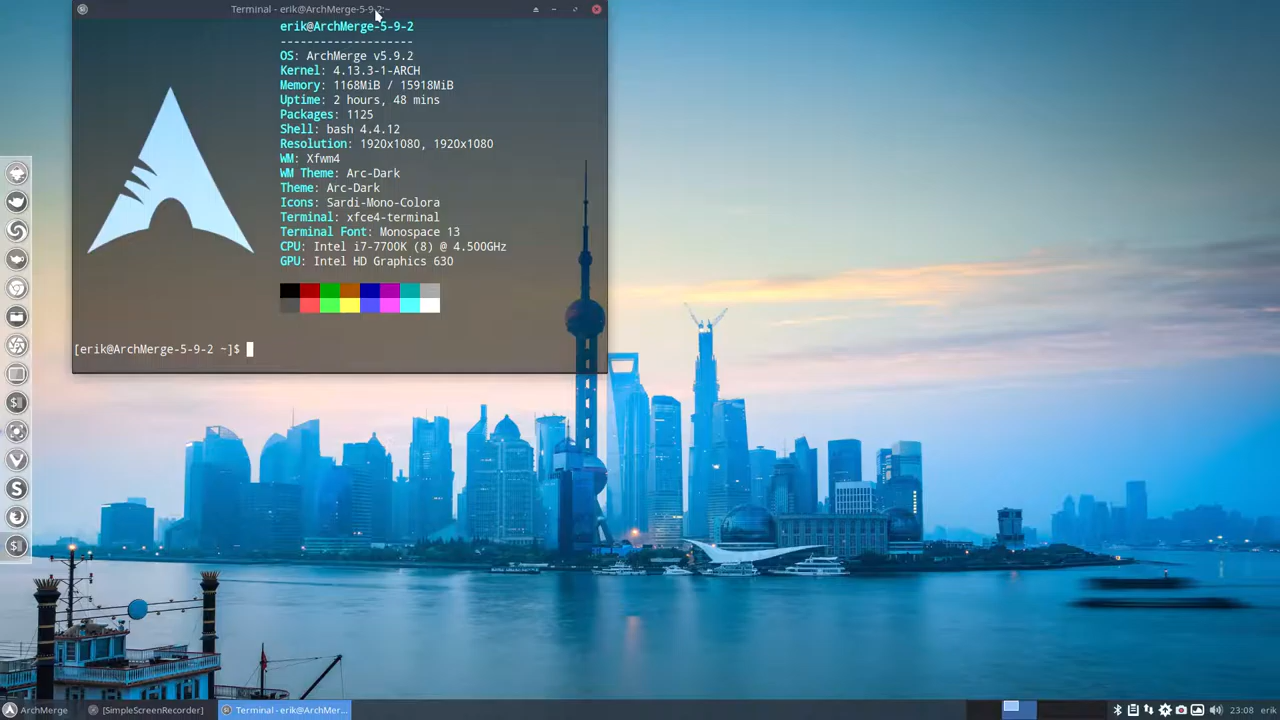 Terminal - erik@ArchMerge-5-9-2:~
erik@ArchMerge-5-9-2
--------------------
OS: ArchMerge v5.9.2
Kernel: 4.13.3-1-ARCH
Memory: 1168MiB / 15918MiB
Uptime: 2 hours, 48 mins
Packages: 1125
Shell: bash 4.4.12
Resolution: 1920x1080, 1920x1080
WM: Xfwm4
WM Theme: Arc-Dark
Theme: Arc-Dark
Icons: Sardi-Mono-Colora
Terminal: xfce4-terminal
Terminal Font: Monospace 13
CPU: Intel i7-7700K (8) @ 4.500GHz
GPU: Intel HD Graphics 630
[erik@ArchMerge-5-9-2 ~]$
$
V
S
$
ArchMerge [SimpleScreenRecorder] Terminal - erik@ArchMer... 23:08 erik